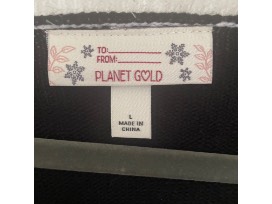 TO:
FROM:
PLANET GOLD
L
MADE IN
CHINA